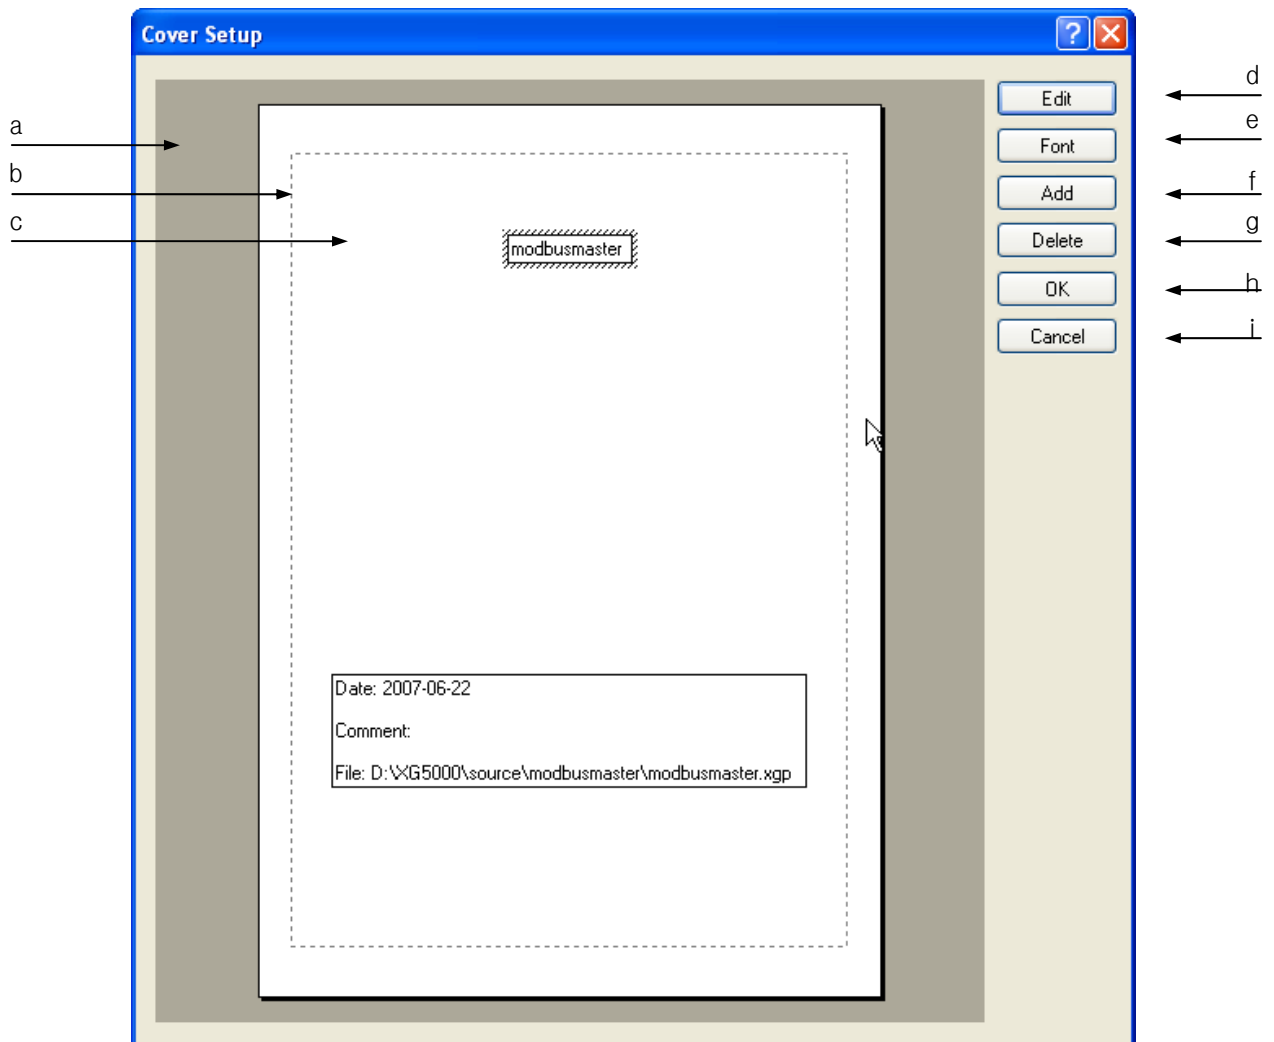 Cover Setup
?
a
b
c
modbusmaster
Date: 2007-06-22
Comment:
File: D:\XG5000\source\modbusmaster\modbusmaster.xgp
Edit
Font
Add
Delete
OK
Cancel
d
e
f
g
h
i